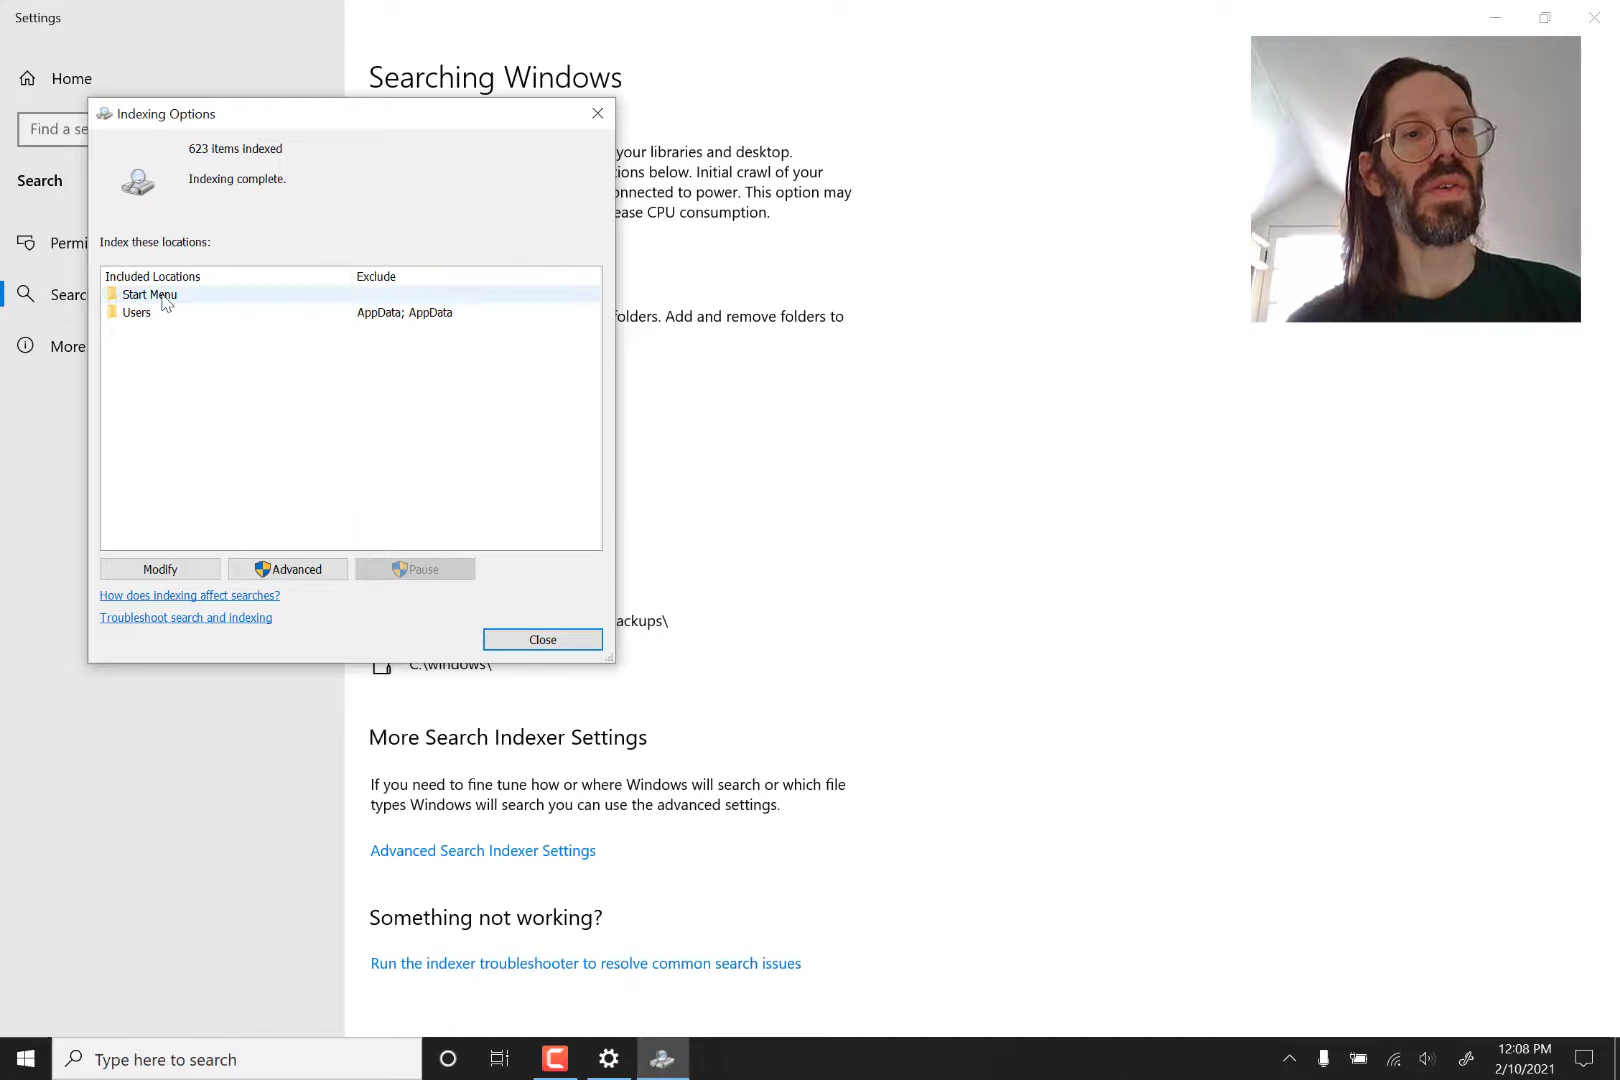 Settings
Home
Find a se
Search
Permi
Searc
More
Searching Windows
your libraries and desktop.
ions below. Initial crawl of your
onnected to power. This option may
ease CPU consumption.
folders. Add and remove folders to
ackups\
C:\windows\
More Search Indexer Settings
If you need to fine tune how or where Windows will search or which file
types Windows will search you can use the advanced settings.
Advanced Search Indexer Settings
Something not working?
Run the indexer troubleshooter to resolve common search issues
Indexing Options
623 items indexed
Indexing complete.
Index these locations:
Included Locations Exclude
Start Menu
Users AppData; AppData
Modify Advanced Pause
How does indexing affect searches?
Troubleshoot search and indexing
Close
Type here to search
12:08 PM
2/10/2021